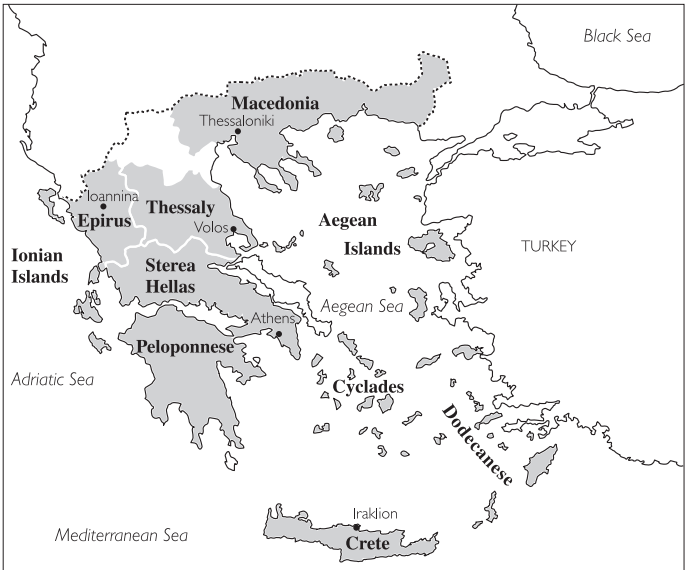 Black Sea
Macedonia
Thessaloniki
Ioannina
Epirus
Thessaly
Volos
Aegean
Islands
TURKEY
Ionian
Islands
Sterea
Hellas
Aegean Sea
Athens
Peloponnese
Adriatic Sea
Cyclades
Dodecanese
Iraklion
Mediterranean Sea
Crete